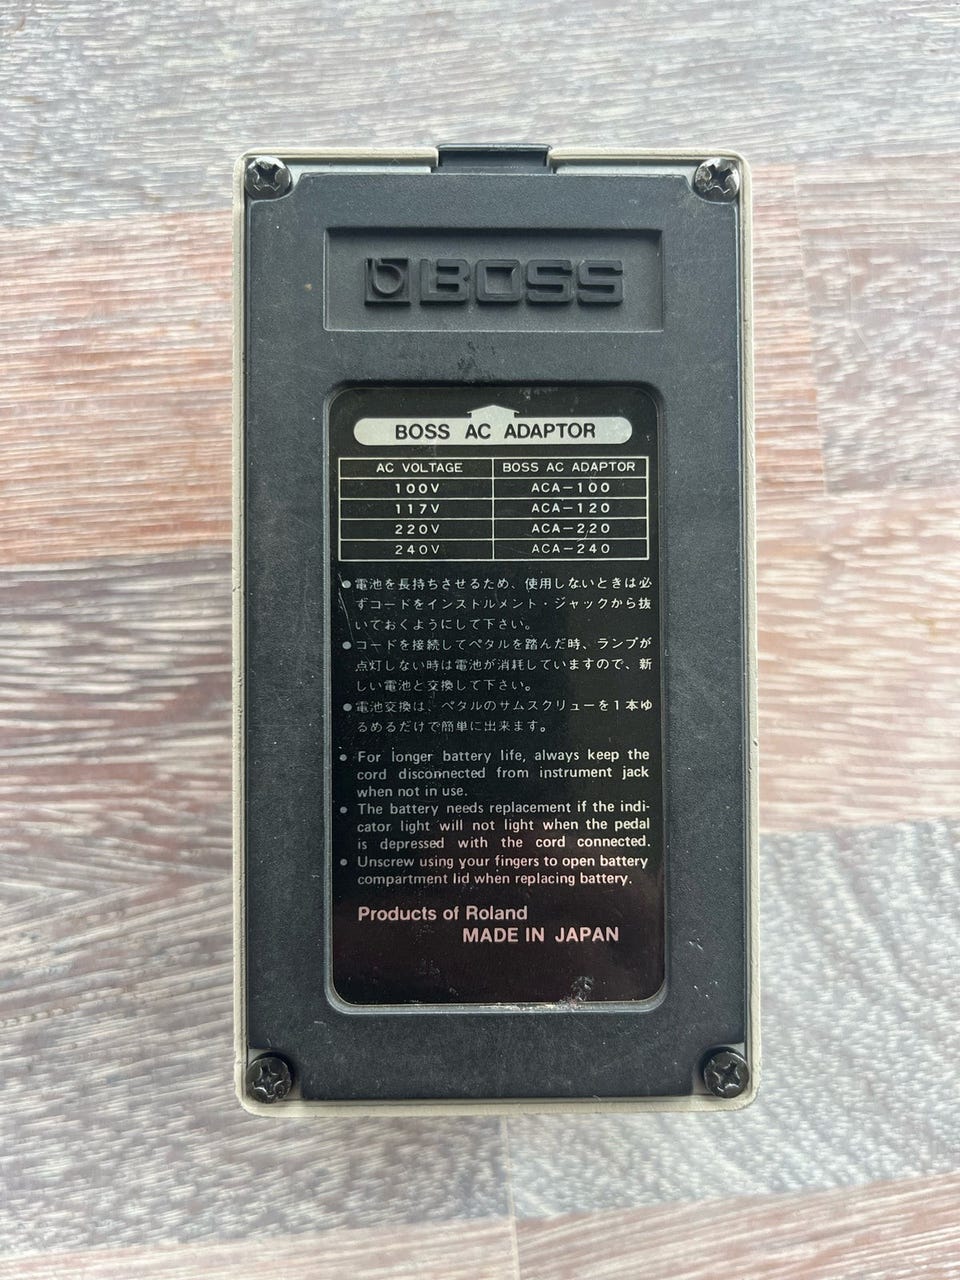 BOSS
BOSS AC ADAPTOR
AC VOLTAGE BOSS AC ADAPTOR
100V ACA-100
117V ACA-120
220V ACA-220
240V ACA-240
●電池を長持ちさせるため、使用しないときは必
ずコードをインストルメント・ジャックから抜
いておくようにして下さい。
●コードを接続してペダルを踏んだ時、ランプが
点灯しない時は電池が消耗していますので、新
しい電池と交換して下さい。
●電池交換は、ペダルのサムスクリューを1本ゆ
るめるだけで簡単に出来ます。
● For longer battery life, always keep the
cord disconnected from instrument jack
when not in use.
● The battery needs replacement if the indi-
cator light will not light when the pedal
is depressed with the cord connected.
● Unscrew using your fingers to open battery
compartment lid when replacing battery.
Products of Roland
MADE IN JAPAN